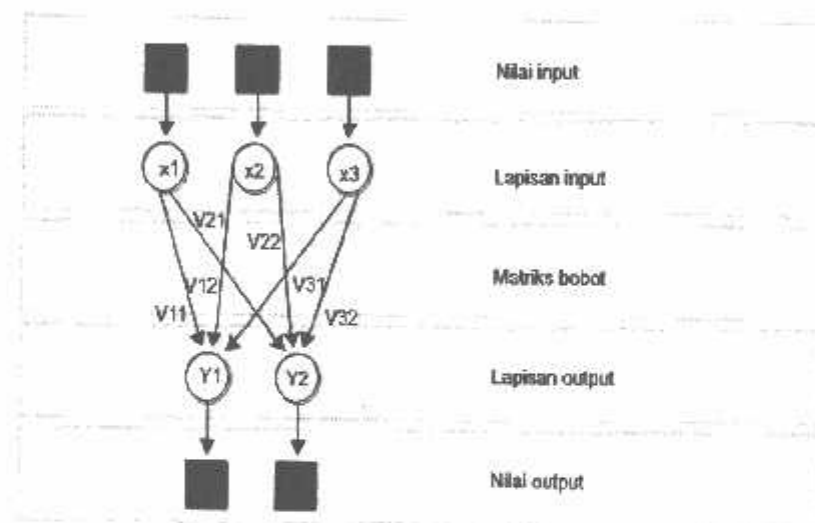 Nilai input
x1 x2 x3
Lapisan input
V21
V22
V12
V31
Matriks bobot
V11
V32
Y1 Y2
Lapisan output
Nilai output